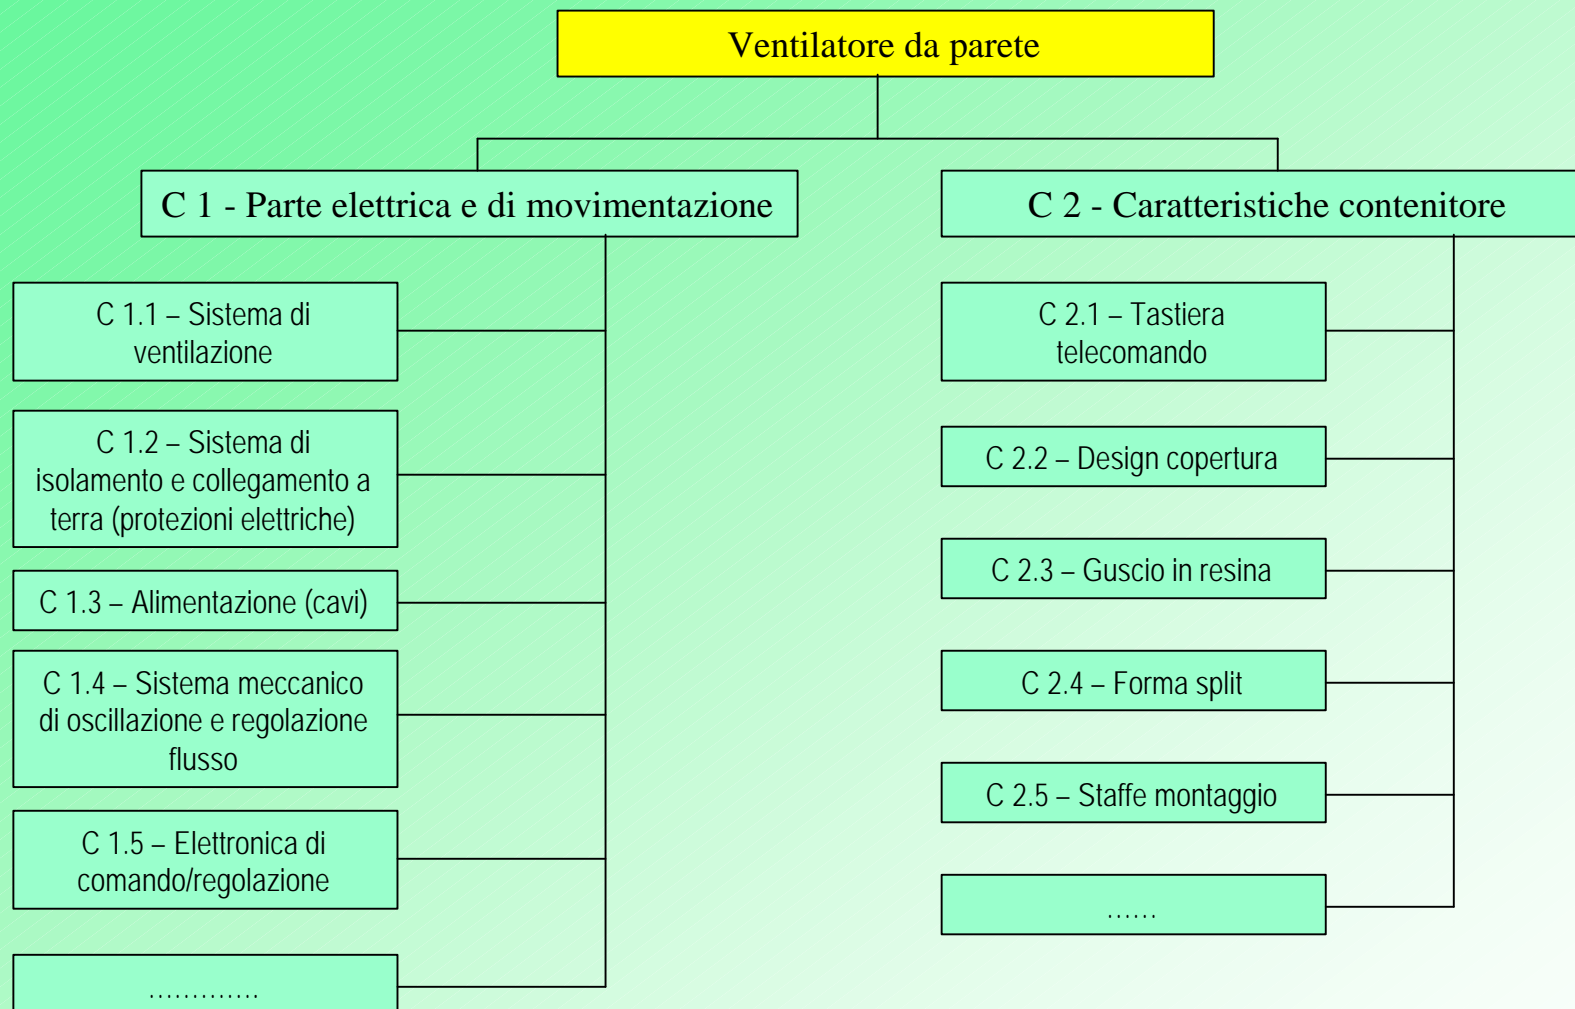 Ventilatore da parete
C 1 - Parte elettrica e di movimentazione
C 1.1 – Sistema di
ventilazione
C 1.2 – Sistema di
isolamento e collegamento a
terra (protezioni elettriche)
C 1.3 – Alimentazione (cavi)
C 1.4 – Sistema meccanico
di oscillazione e regolazione
flusso
C 1.5 – Elettronica di
comando/regolazione
.............
C 2 - Caratteristiche contenitore
C 2.1 – Tastiera
telecomando
C 2.2 – Design copertura
C 2.3 – Guscio in resina
C 2.4 – Forma split
C 2.5 – Staffe montaggio
......